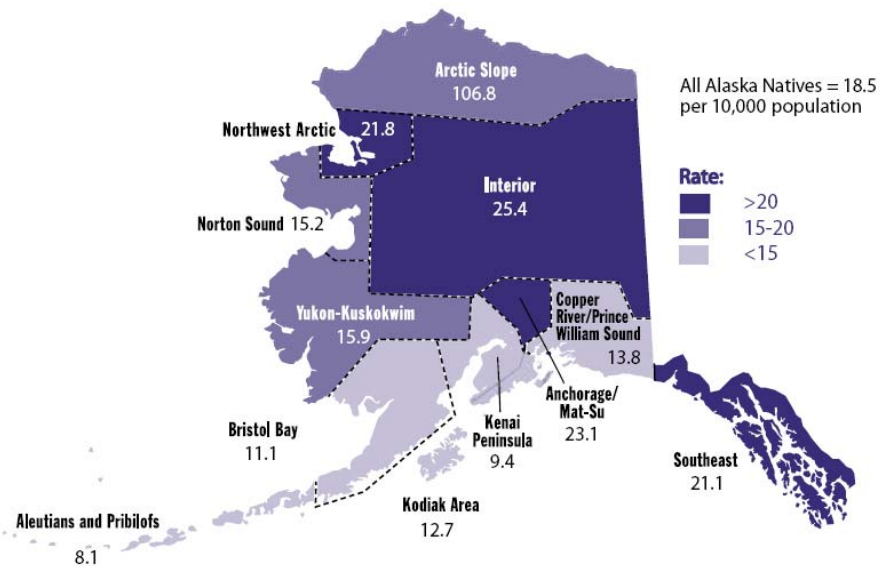 Arctic Slope
106.8
All Alaska Natives = 18.5
per 10,000 population
Northwest Arctic
21.8
Rate:
>20
15-20
<15
Interior
25.4
Norton Sound
15.2
Yukon-Kuskokwim
15.9
Copper
River/Prince
William Sound
13.8
Anchorage/
Mat-Su
23.1
Bristol Bay
11.1
Kenai
Peninsula
9.4
Southeast
21.1
Kodiak Area
12.7
Aleutians and Pribilofs
8.1